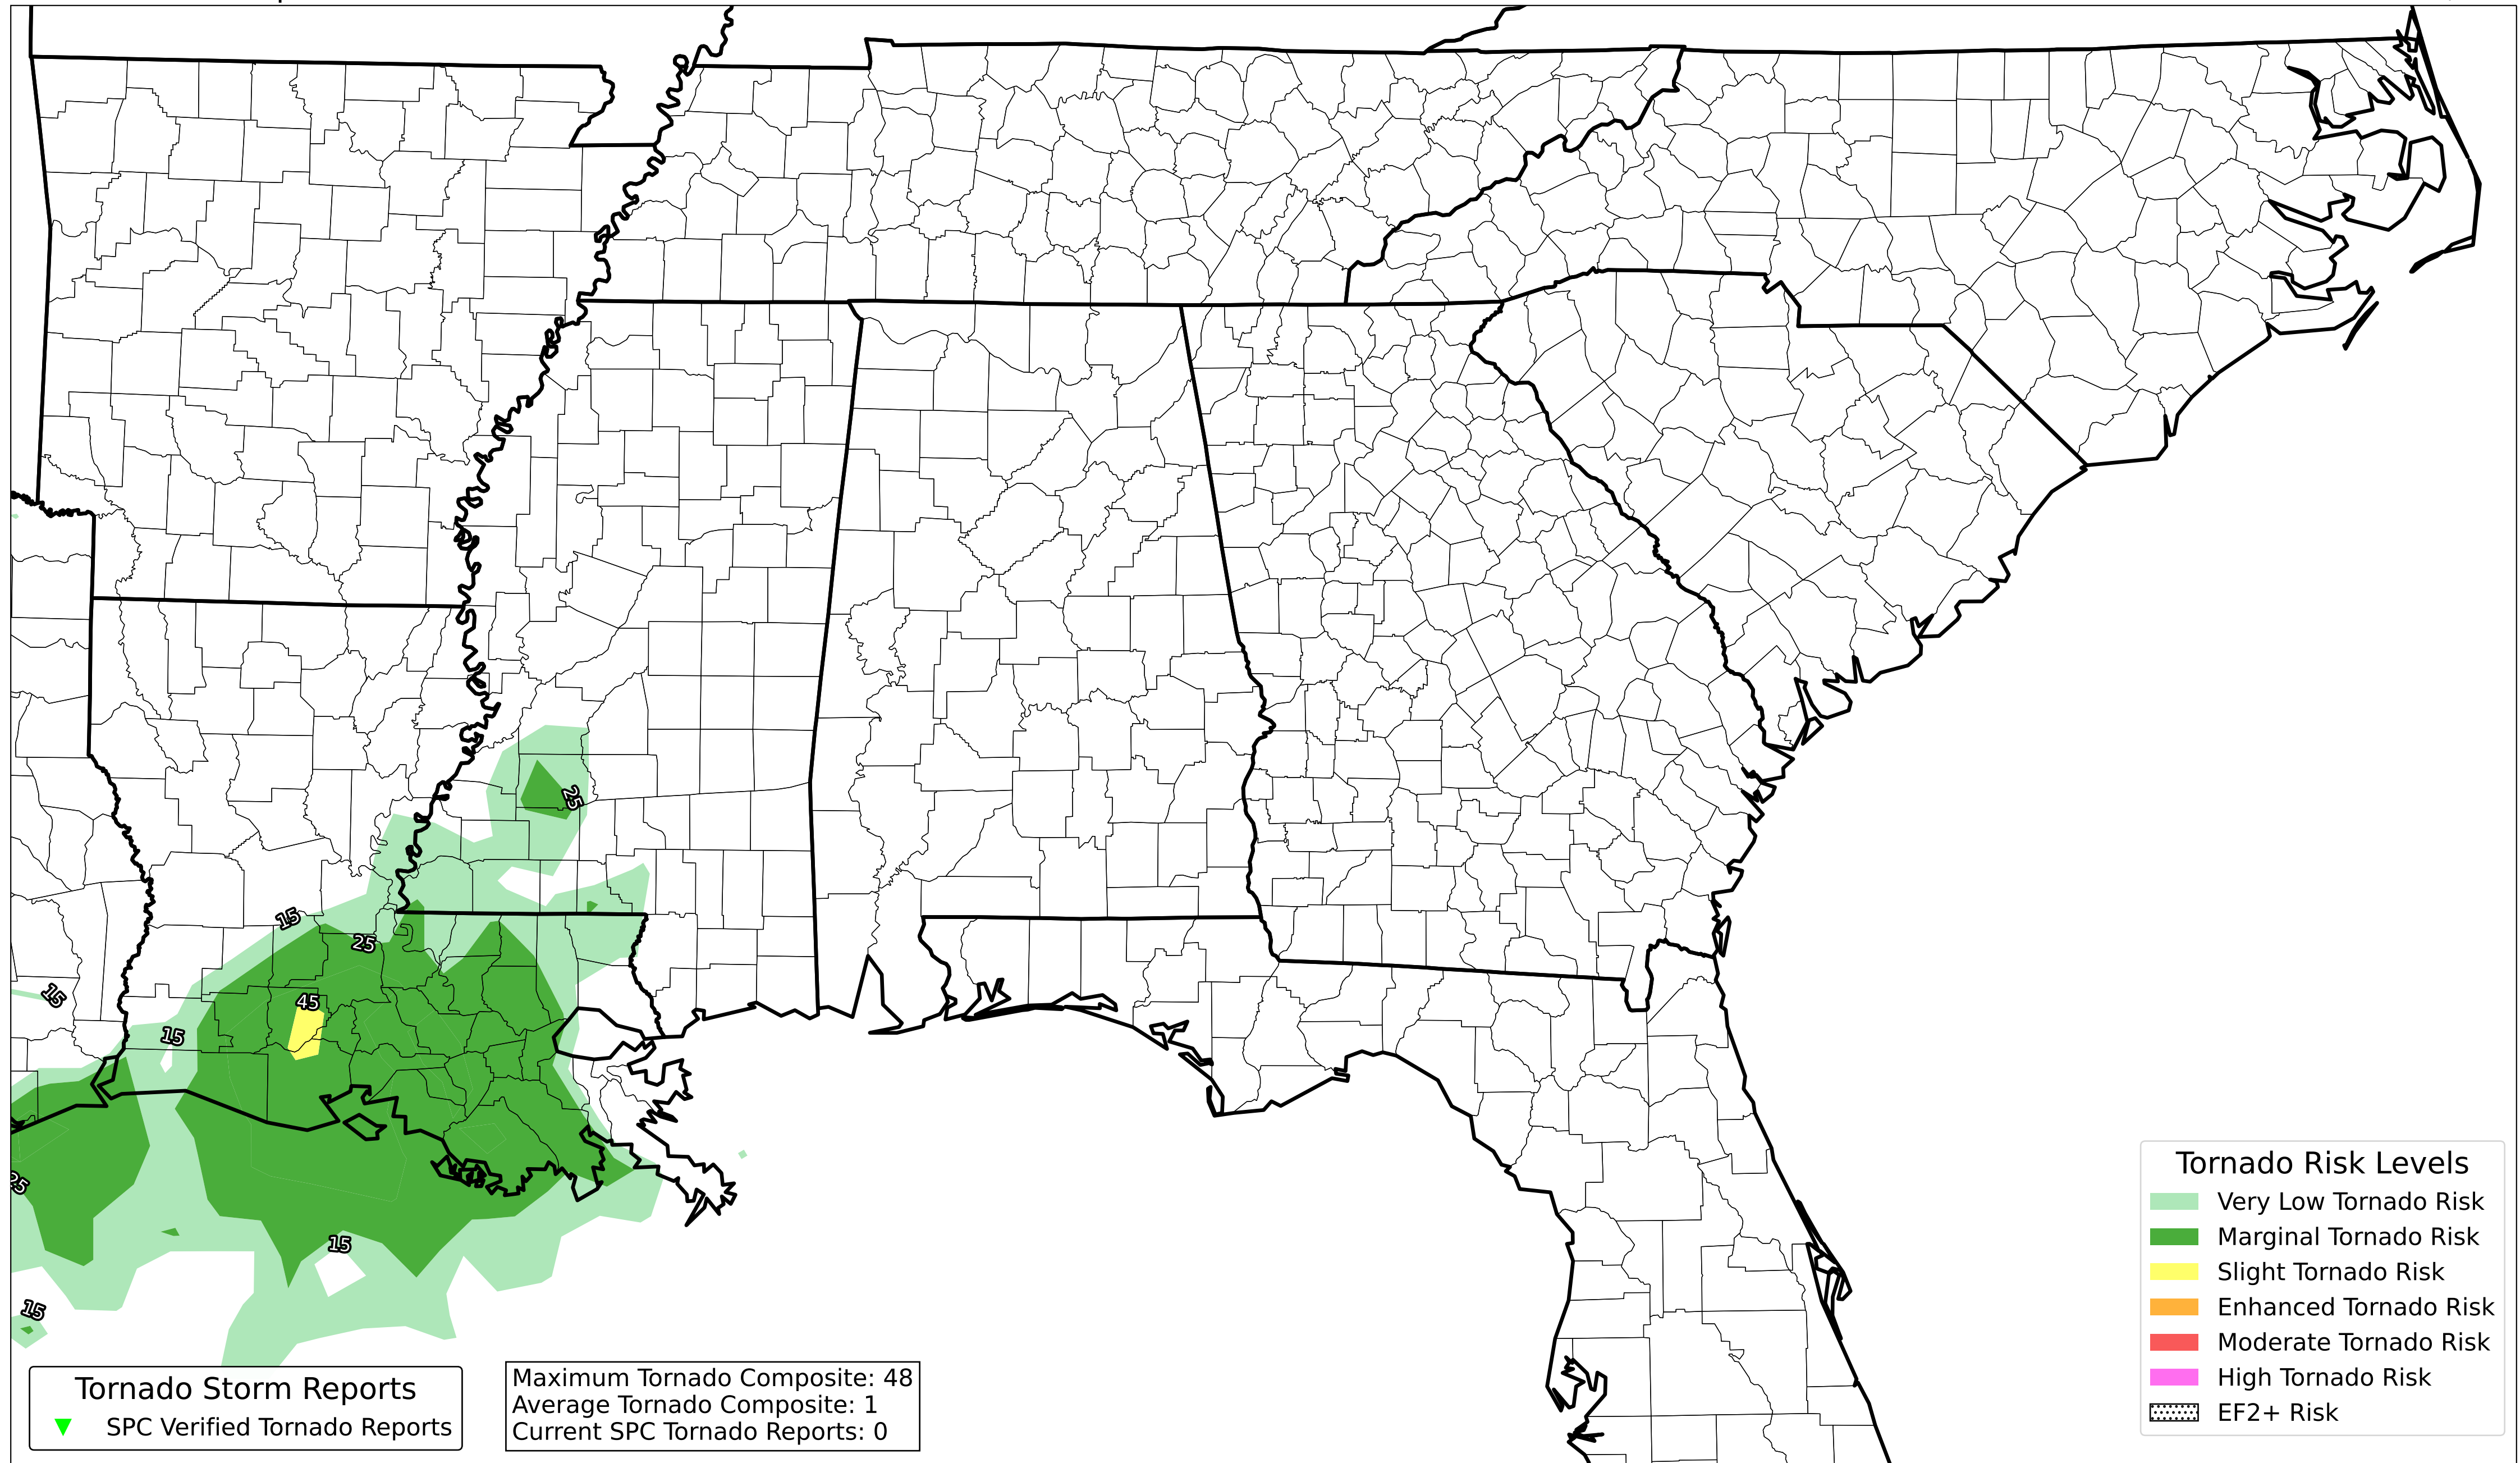 25
15
25
15
45
15
25
15
15
Tornado Risk Levels
Very Low Tornado Risk
Marginal Tornado Risk
Slight Tornado Risk
Enhanced Tornado Risk
Moderate Tornado Risk
High Tornado Risk
EF2+ Risk
Tornado Storm Reports
SPC Verified Tornado Reports
Maximum Tornado Composite: 48
Average Tornado Composite: 1
Current SPC Tornado Reports: 0